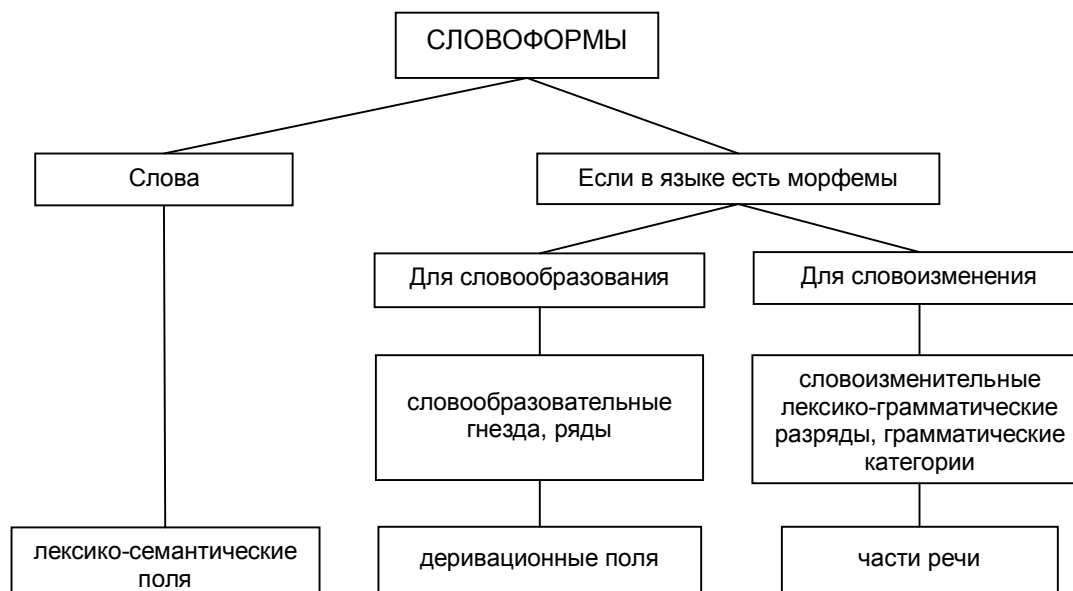 СЛОВОФОРМЫ
Слова
Если в языке есть морфемы
Для словообразования
Для словоизменения
словообразовательные
гнезда, ряды
словоизменительные
лексико-грамматические
разряды, грамматические
категории
лексико-семантические
поля
деривационные поля
части речи